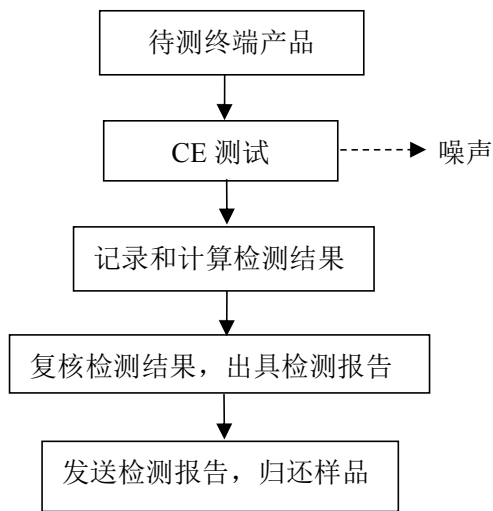 待测终端产品
CE 测试
噪声
记录和计算检测结果
复核检测结果，出具检测报告
发送检测报告，归还样品